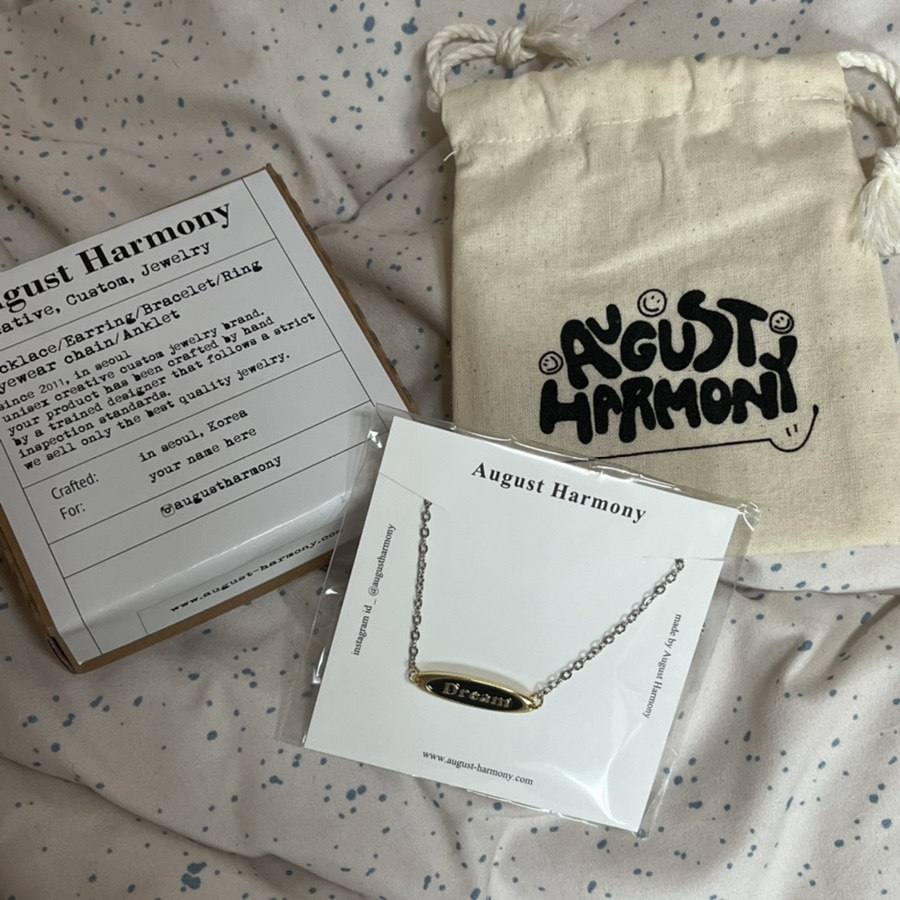 August Harmony
Custom, Jewelry
/Earring/Bracelet/Ring
chain/Anklet
since 2011, in seoul
unisex creative custom jewelry brand.
your product has been crafted by hand
by a trained designer that follows a strict
inspection standards.
we sell only the best quality jewelry.
Crafted: in seoul, Korea
For: your name here
@augustharmony
www.august-harmony.com
AUGUST
HARMONY
August Harmony
instagram id _ @augustharmony
made by August Harmony
Dream
www.august-harmony.com